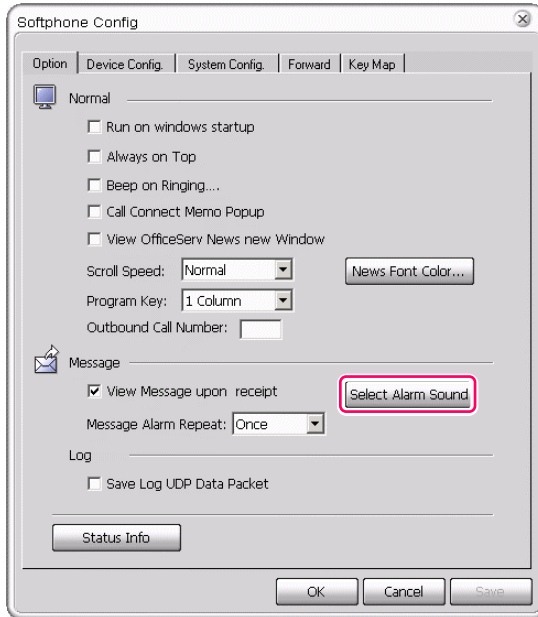 Softphone Config
Option Device Config. System Config. Forward Key Map
Normal
Run on windows startup
Always on Top
Beep on Ringing....
Call Connect Memo Popup
View OfficeServ News new Window
Scroll Speed: Normal News Font Color...
Program Key: 1 Column
Outbound Call Number:
Message
View Message upon receipt Select Alarm Sound
Message Alarm Repeat: Once
Log
Save Log UDP Data Packet
Status Info
OK Cancel Save